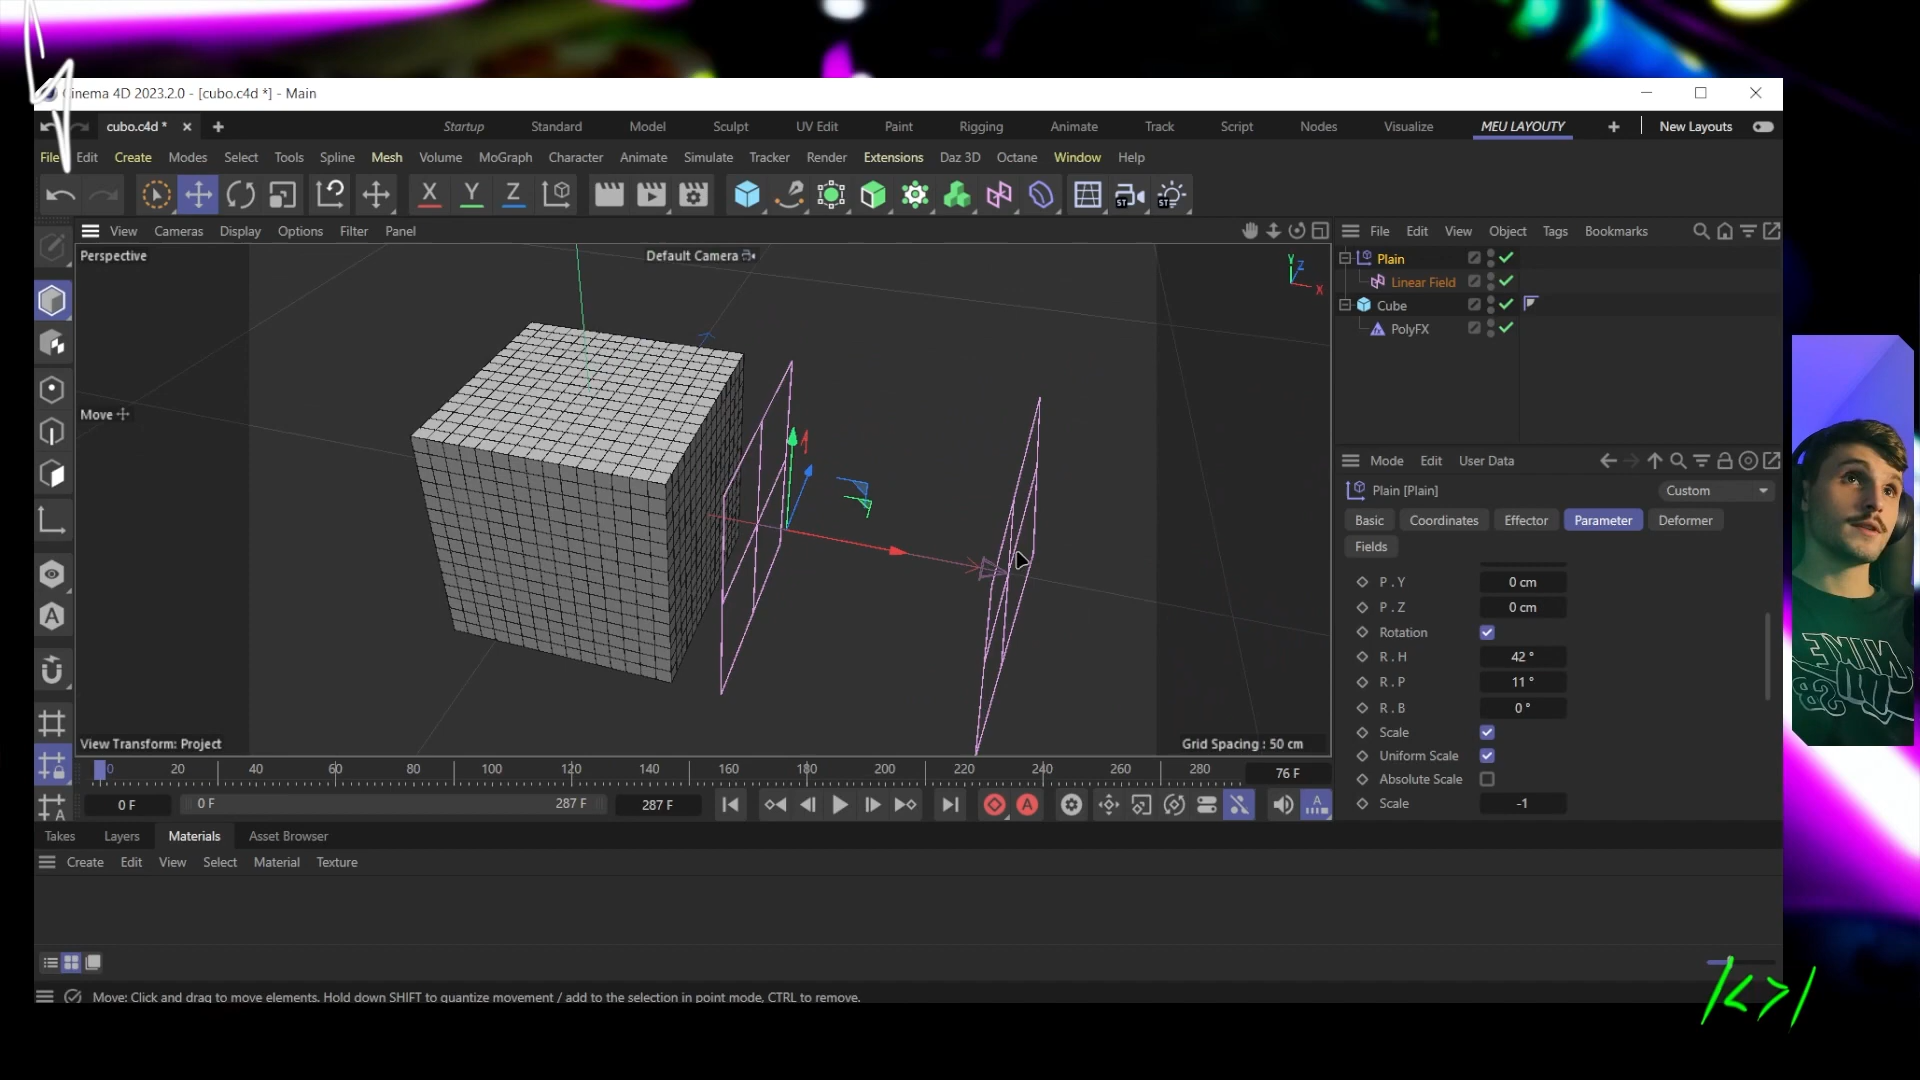 Cinema 4D 2023.2.0 - [cubo.c4d *] - Main
cubo.c4d *
Startup Standard Model Sculpt UV Edit Paint Rigging Animate Track Script Nodes Visualize MEU LAYOUTY New Layouts
File Edit Create Modes Select Tools Spline Mesh Volume MoGraph Character Animate Simulate Tracker Render Extensions Daz 3D Octane Window Help
X Y Z ST ST
View Cameras Display Options Filter Panel
File Edit View Object Tags Bookmarks
Perspective
Default Camera
Y Z X
Plain
Linear Field
Cube
PolyFX
Move
Mode Edit User Data
Plain [Plain]
Custom
Basic Coordinates Effector Parameter Deformer
Fields
P . Y 0 cm
P . Z 0 cm
Rotation
R . H 42 °
R . P 11 °
R . B 0 °
Scale
Uniform Scale
Absolute Scale
Scale -1
View Transform: Project
Grid Spacing : 50 cm
0 20 40 60 80 100 120 140 160 180 200 220 240 260 280 76 F
0 F 0 F 287 F 287 F
Takes Layers Materials Asset Browser
Create Edit View Select Material Texture
Move: Click and drag to move elements. Hold down SHIFT to quantize movement / add to the selection in point mode, CTRL to remove.